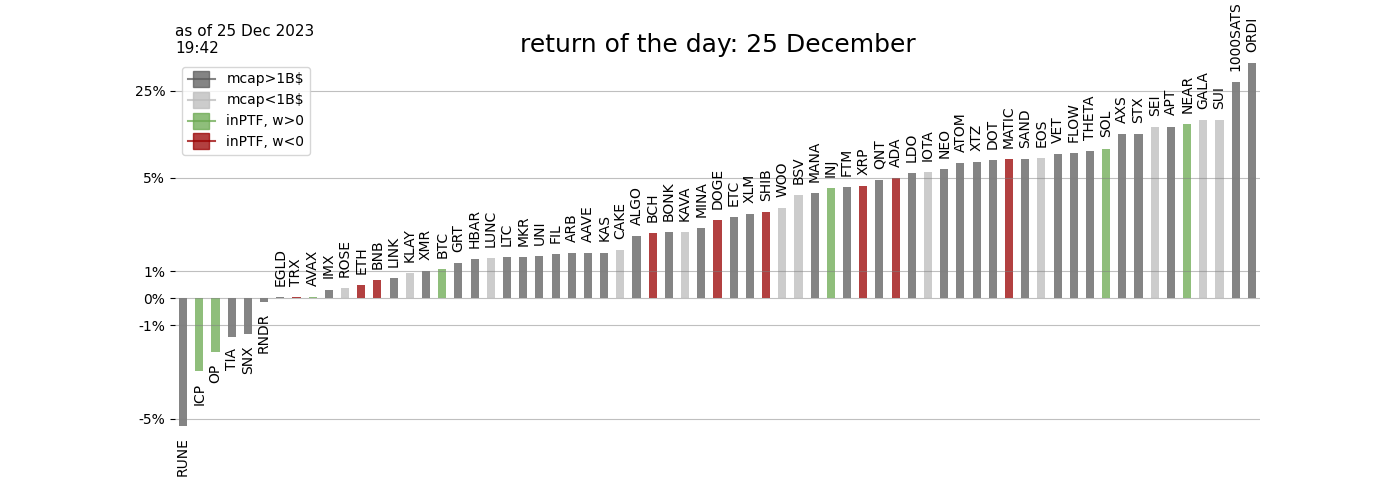 as of 25 Dec 2023
19:42
return of the day: 25 December
mcap>1B$
mcap<1B$
inPTF, w>0
inPTF, w<0
25%
5%
1%
0%
-1%
-5%
RUNE
ICP
OP
TIA
SNX
RNDR
EGLD
TRX
AVAX
IMX
ROSE
ETH
BNB
LINK
KLAY
XMR
BTC
GRT
HBAR
LUNC
LTC
MKR
UNI
FIL
ARB
AAVE
KAS
CAKE
ALGO
BCH
BONK
KAVA
MINA
DOGE
ETC
XLM
SHIB
WOO
BSV
MANA
INJ
FTM
XRP
QNT
ADA
LDO
IOTA
NEO
ATOM
XTZ
DOT
MATIC
SAND
EOS
VET
FLOW
THETA
SOL
AXS
STX
SEI
APT
NEAR
GALA
SUI
1000SATS
ORDI